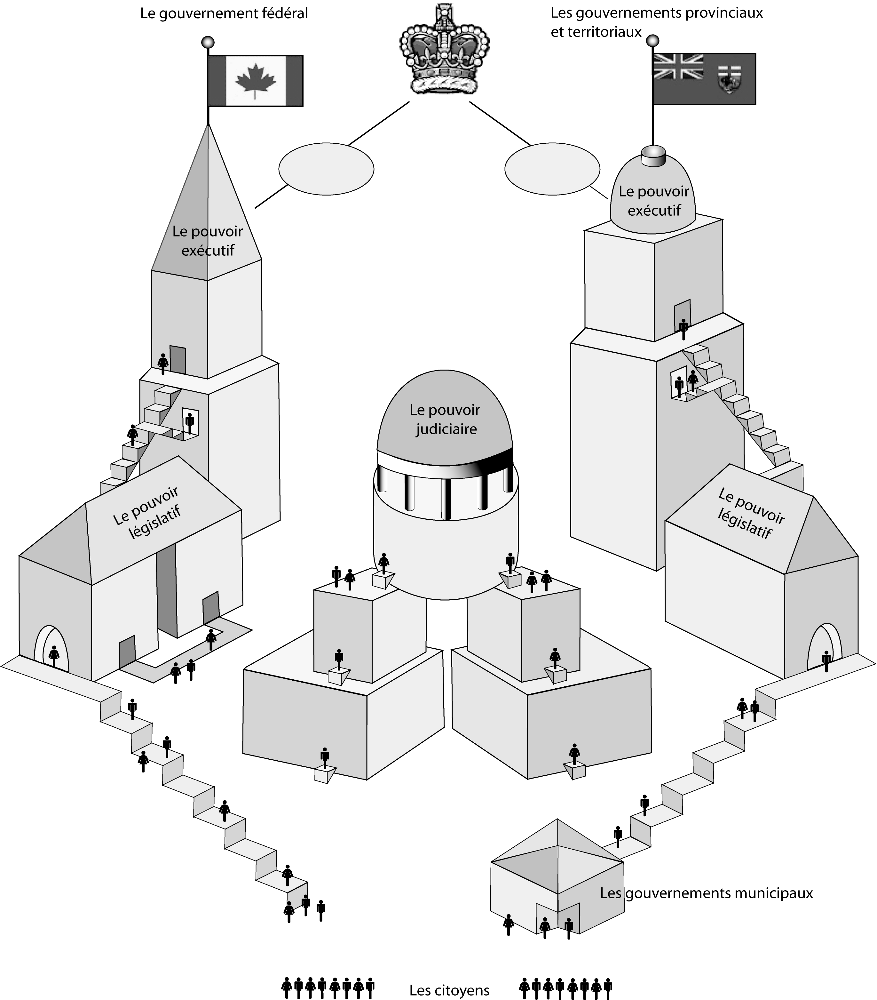 Le gouvernement fédéral
Les gouvernements provinciaux
et territoriaux
Le pouvoir
exécutif
Le pouvoir
exécutif
Le pouvoir
judiciaire
Le pouvoir
législatif
Le pouvoir
législatif
Les gouvernements municipaux
Les citoyens